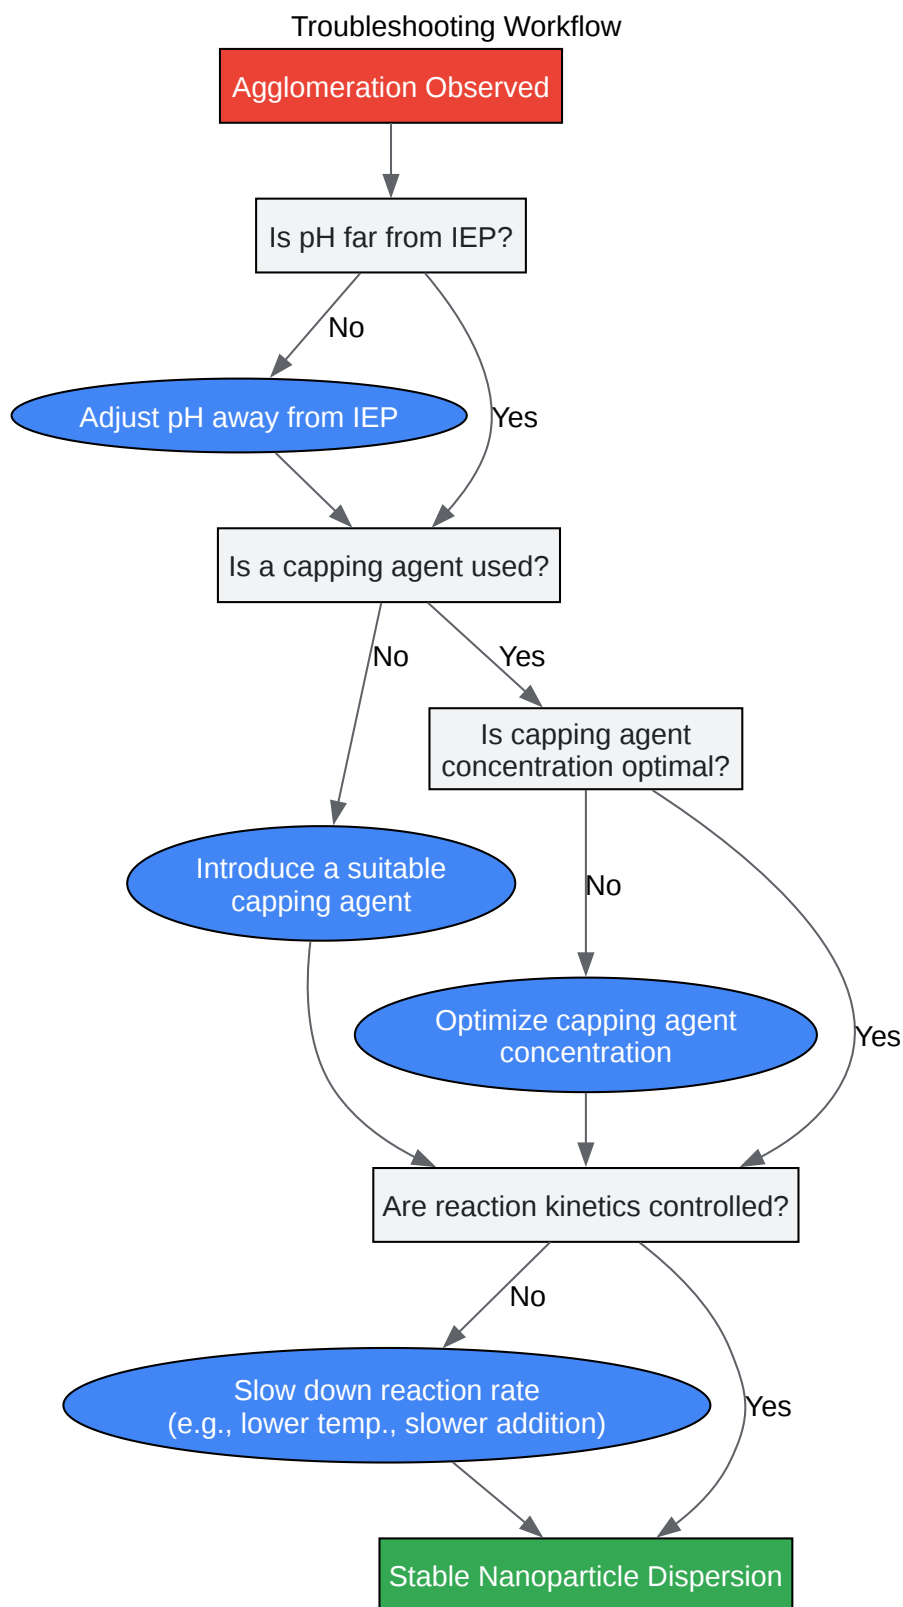 Troubleshooting Workflow
Agglomeration Observed
Is pH far from IEP?
No
Adjust pH away from IEP
Yes
Is a capping agent used?
No
Yes
Is capping agent
concentration optimal?
Introduce a suitable
capping agent
No
Optimize capping agent
concentration
Yes
Are reaction kinetics controlled?
No
Slow down reaction rate
(e.g., lower temp., slower addition)
Yes
Stable Nanoparticle Dispersion